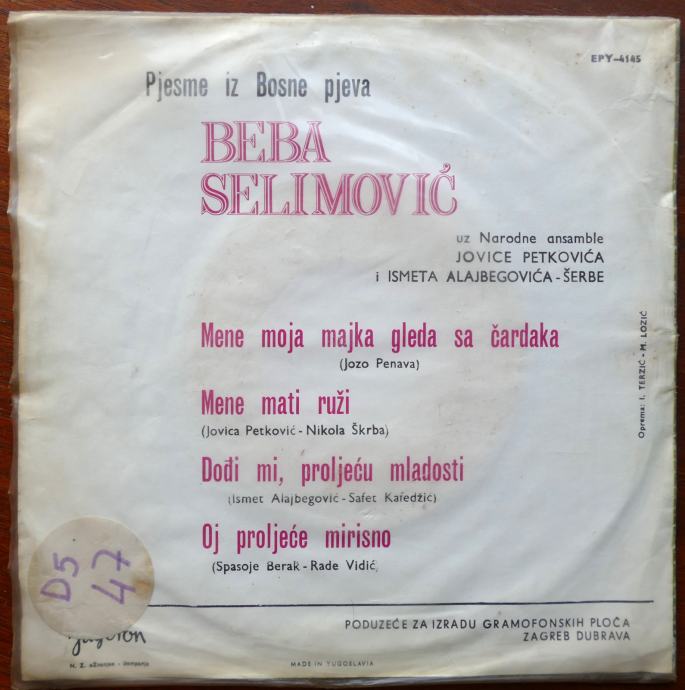 EPY-4145
Pjesme iz Bosne pjeva
BEBA
SELIMOVIĆ
uz Narodne ansamble
JOVICE PETKOVIĆA
i ISMETA ALAJBEGOVIĆA - ŠERBE
Mene moja majka gleda sa čardaka
(Jozo Penava)
Mene mati ruži
(Jovica Petković - Nikola Škrba)
Dođi mi, proljeću mladosti
(Ismet Alajbegović - Safet Kafedžić)
Oj proljeće mirisno
(Spasoje Berak - Rade Vidić)
Oprema: I. TERZIĆ - M. LOZIĆ
D5
47
PODUZEĆE ZA IZRADU GRAMOFONSKIH PLOČA
ZAGREB DUBRAVA
MADE IN YUGOSLAVIA